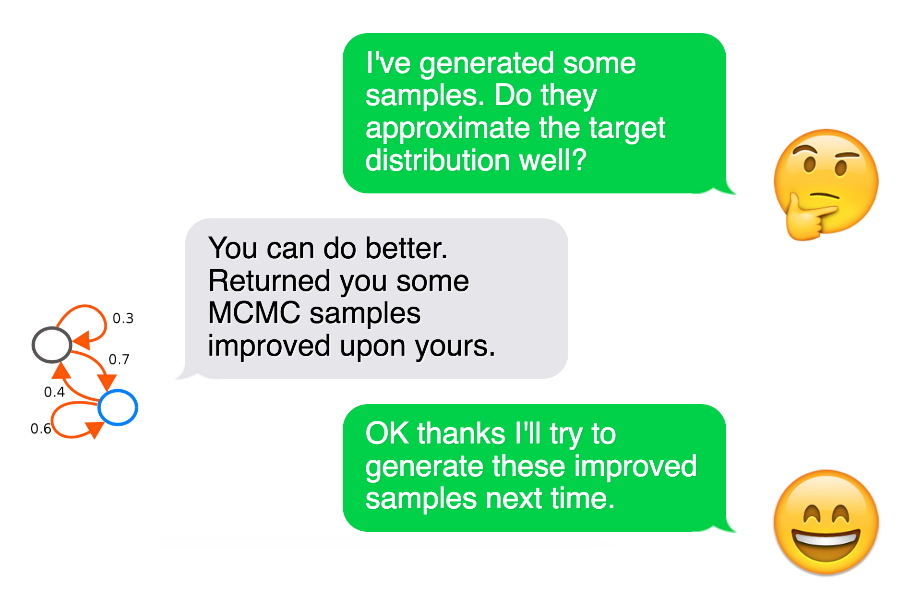 I've generated some
samples. Do they
approximate the target
distribution well?
You can do better.
Returned you some
MCMC samples
improved upon yours.
0.3
0.7
0.4
0.6
OK thanks I'll try to
generate these improved
samples next time.